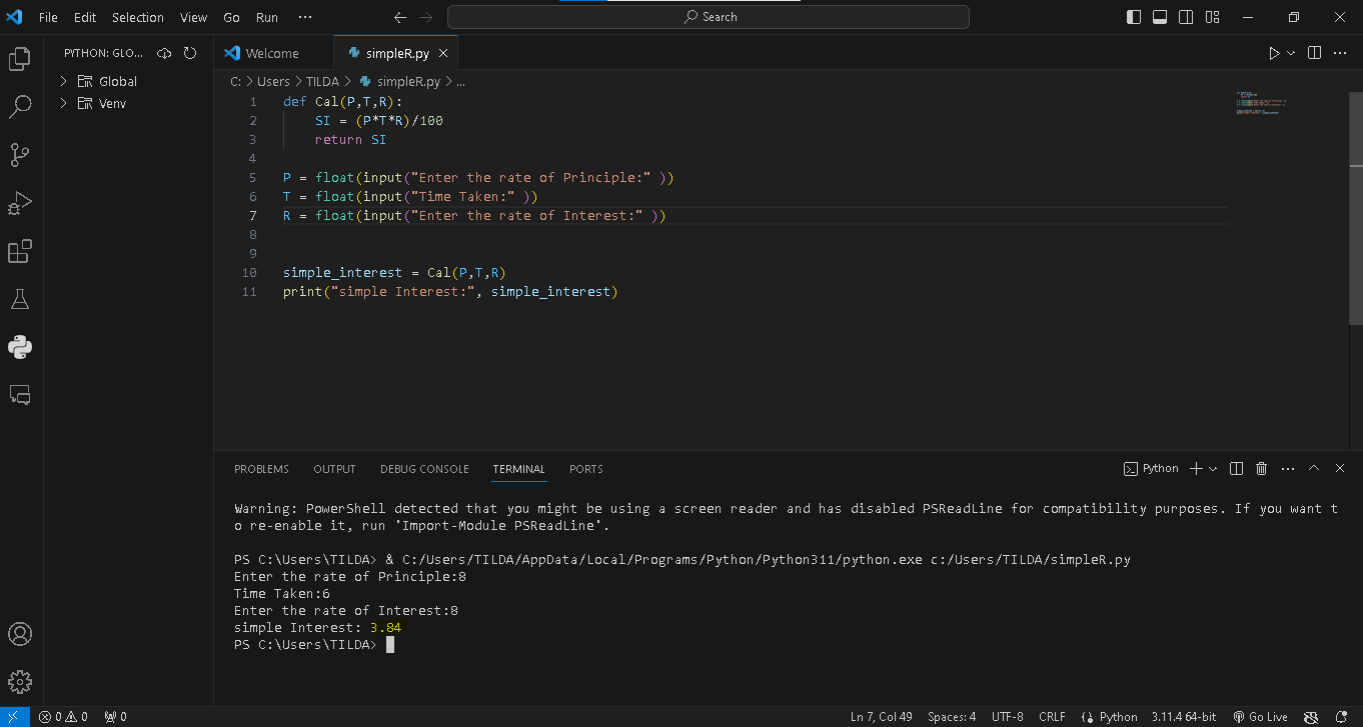 File Edit Selection View Go Run ··· Search
PYTHON: GLO...
Global
Venv
Welcome simpleR.py
C: > Users > TILDA > simpleR.py > ...
1 def Cal(P,T,R):
2 SI = (P*T*R)/100
3 return SI
4
5 P = float(input("Enter the rate of Principle:" ))
6 T = float(input("Time Taken:" ))
7 R = float(input("Enter the rate of Interest:" ))
8
9
10 simple_interest = Cal(P,T,R)
11 print("simple Interest:", simple_interest)
PROBLEMS OUTPUT DEBUG CONSOLE TERMINAL PORTS Python
Warning: PowerShell detected that you might be using a screen reader and has disabled PSReadLine for compatibility purposes. If you want t
o re-enable it, run 'Import-Module PSReadLine'.
PS C:\Users\TILDA> & C:/Users/TILDA/AppData/Local/Programs/Python/Python311/python.exe c:/Users/TILDA/simpleR.py
Enter the rate of Principle:8
Time Taken:6
Enter the rate of Interest:8
simple Interest: 3.84
PS C:\Users\TILDA>
0 0 0 Ln 7, Col 49 Spaces: 4 UTF-8 CRLF Python 3.11.4 64-bit Go Live